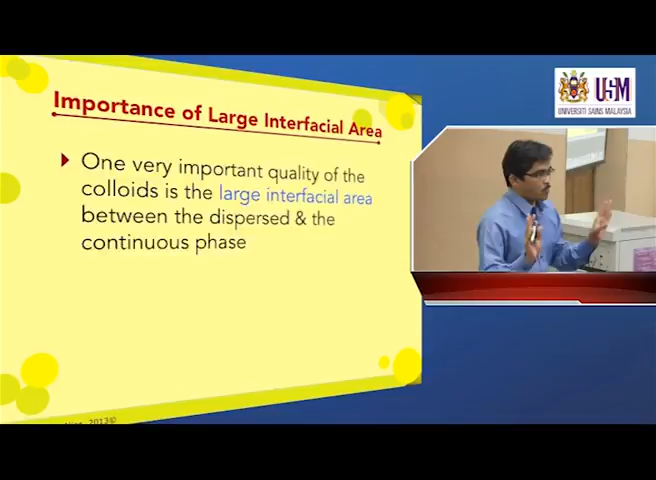 Importance of Large Interfacial Area
One very important quality of the
colloids is the large interfacial area
between the dispersed & the
continuous phase
2013©
USM
UNIVERSITI SAINS MALAYSIA